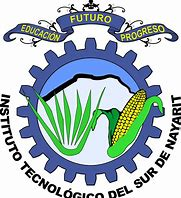 FUTURO
EDUCACIÓN PROGRESO
INSTITUTO TECNOLÓGICO DEL SUR DE NAYARIT